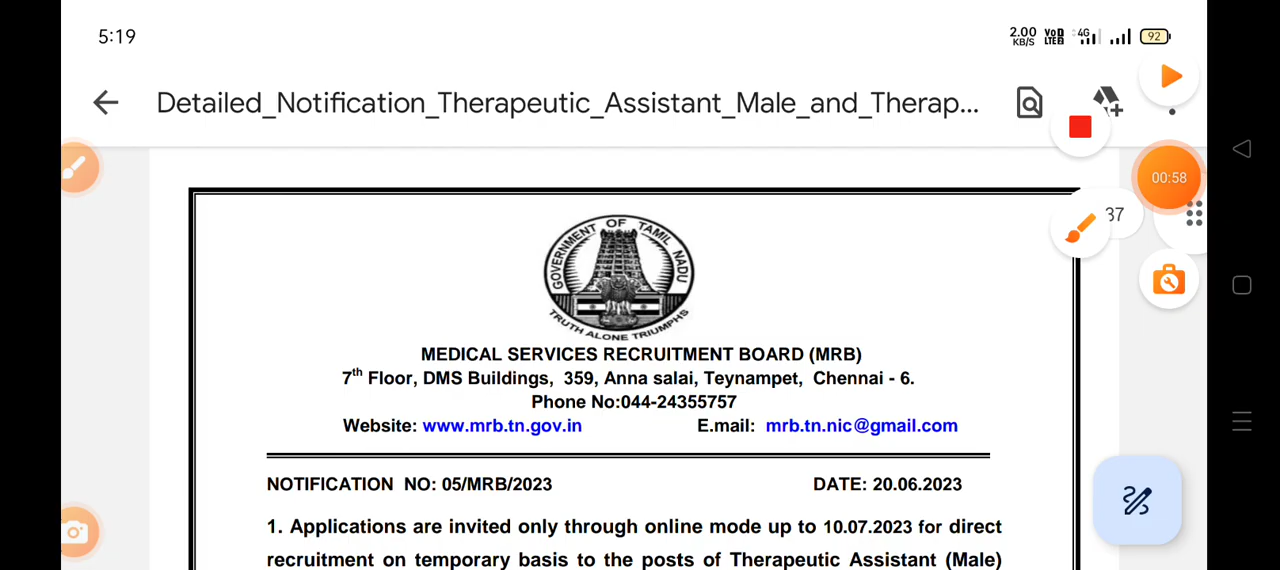 5:19
2.00 KB/S VoD LTE2 4G 92
Detailed_Notification_Therapeutic_Assistant_Male_and_Therap...
00:58
37
GOVERNMENT OF TAMIL NADU
TRUTH ALONE TRIUMPHS
MEDICAL SERVICES RECRUITMENT BOARD (MRB)
7th Floor, DMS Buildings, 359, Anna salai, Teynampet, Chennai - 6.
Phone No:044-24355757
Website: www.mrb.tn.gov.in E.mail: mrb.tn.nic@gmail.com
NOTIFICATION NO: 05/MRB/2023 DATE: 20.06.2023
1. Applications are invited only through online mode up to 10.07.2023 for direct
recruitment on temporary basis to the posts of Therapeutic Assistant (Male)